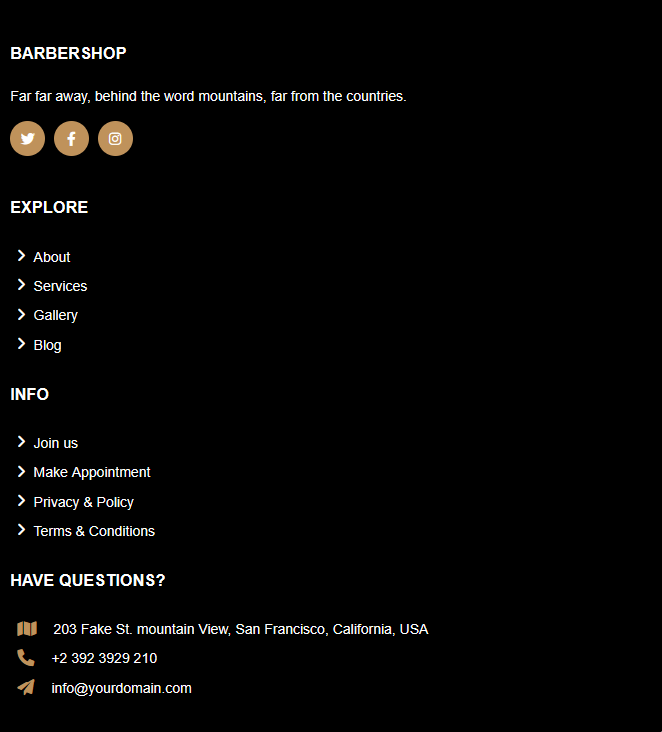 BARBERSHOP
Far far away, behind the word mountains, far from the countries.
EXPLORE
About
Services
Gallery
Blog
INFO
Join us
Make Appointment
Privacy & Policy
Terms & Conditions
HAVE QUESTIONS?
203 Fake St. mountain View, San Francisco, California, USA
+2 392 3929 210
info@yourdomain.com